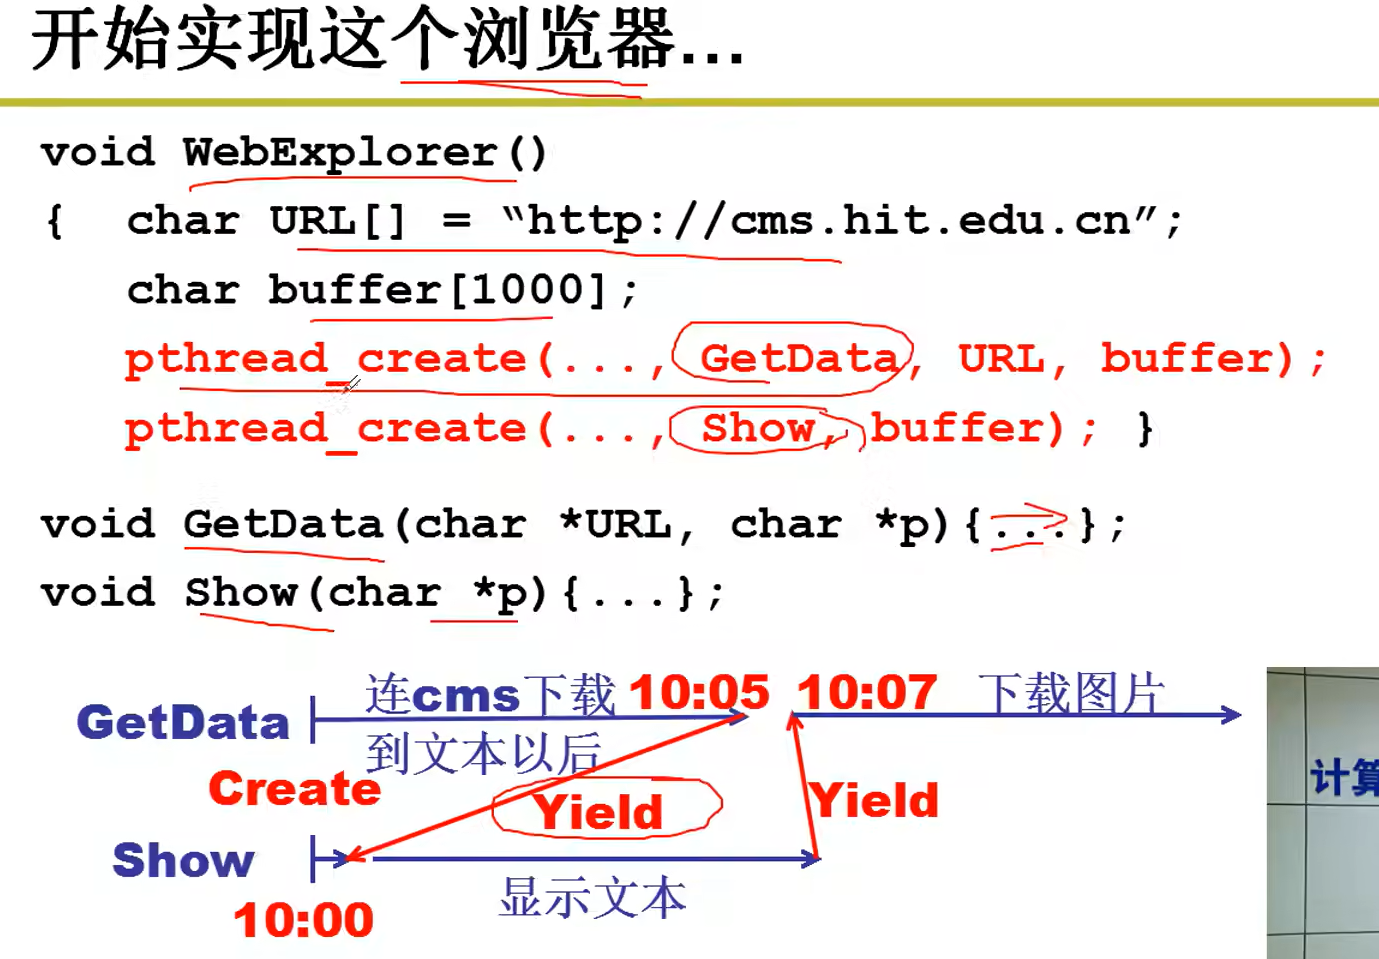 开始实现这个浏览器...
void WebExplorer()
{ char URL[] = “http://cms.hit.edu.cn”;
char buffer[1000];
pthread_create(..., GetData, URL, buffer);
pthread_create(..., Show, buffer); }
void GetData(char *URL, char *p){...};
void Show(char *p){...};
连cms下载 10:05 10:07 下载图片
GetData
到文本以后
Create
Yield Yield
Show
显示文本
10:00
计算